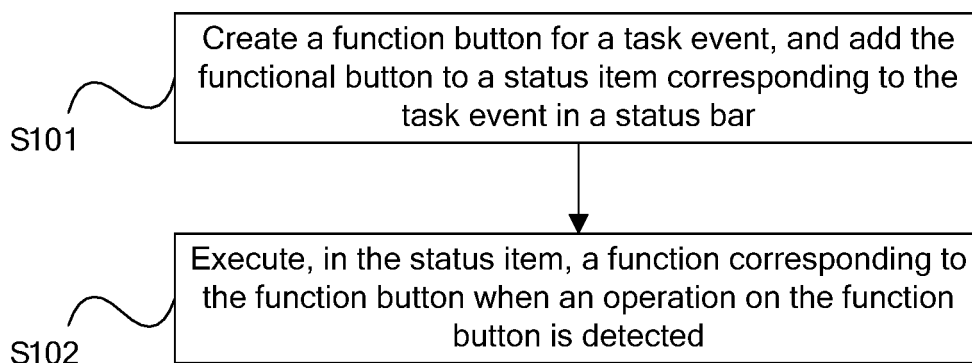 Create a function button for a task event, and add the
functional button to a status item corresponding to the
task event in a status bar
S101
Execute, in the status item, a function corresponding to
the function button when an operation on the function
button is detected
S102